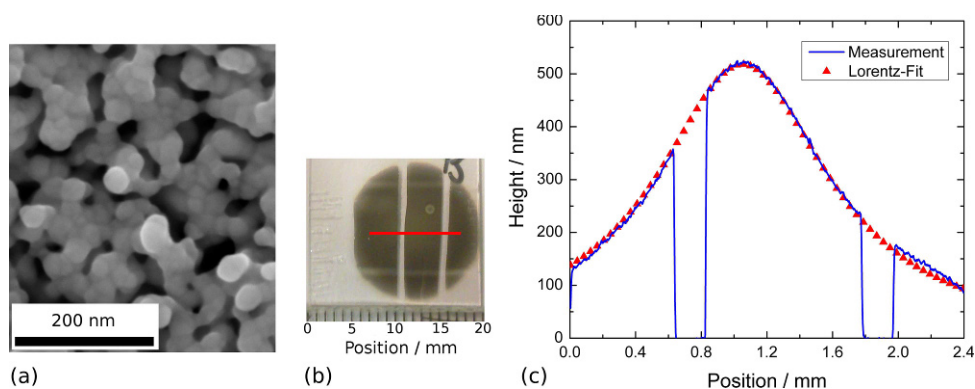 200 nm
(a)
B
0 5 10 15 20
Position / mm
(b)
600
500
400
300
200
100
0
Height / nm
Measurement
Lorentz-Fit
0.0 0.4 0.8 1.2 1.6 2.0 2.4
Position / mm
(c)